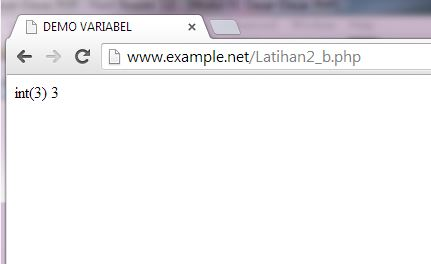 DEMO VARIABEL
www.example.net/Latihan2_b.php
int(3) 3